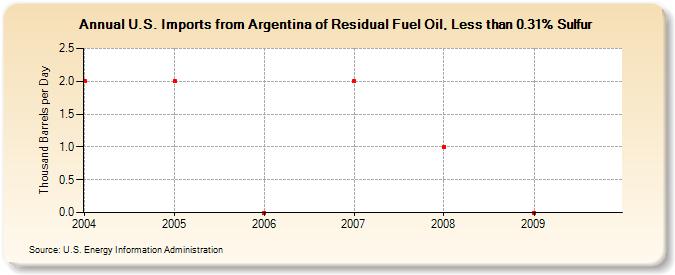 Annual U.S. Imports from Argentina of Residual Fuel Oil, Less than 0.31% Sulfur
Thousand Barrels per Day
2.5
2.0
1.5
1.0
0.5
0.0
2004 2005 2006 2007 2008 2009
Source: U.S. Energy Information Administration